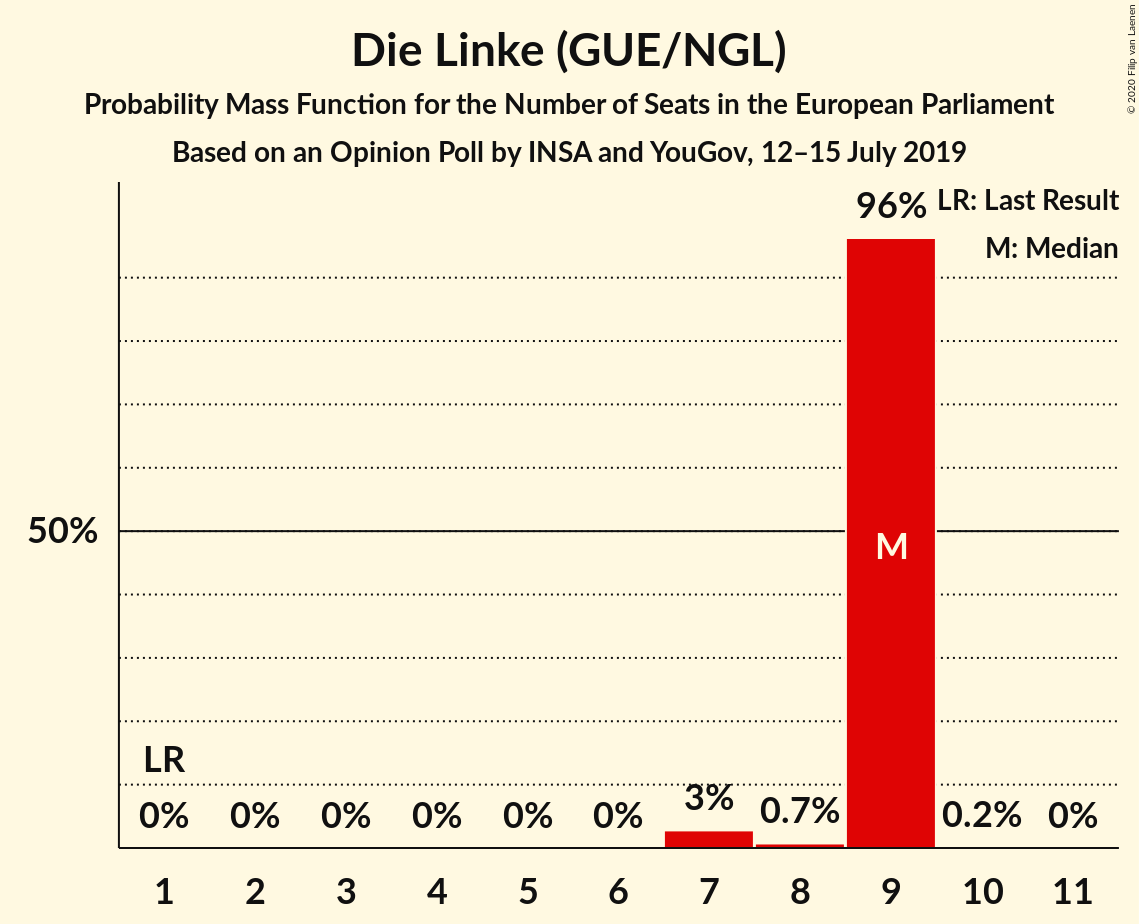 © 2020 Filip van Laenen
Die Linke (GUE/NGL)
Probability Mass Function for the Number of Seats in the European Parliament
Based on an Opinion Poll by INSA and YouGov, 12–15 July 2019
LR: Last Result
M: Median
96%
50%
M
LR
0% 0% 0% 0% 0% 0% 3% 0.7% 0.2% 0%
1 2 3 4 5 6 7 8 9 10 11